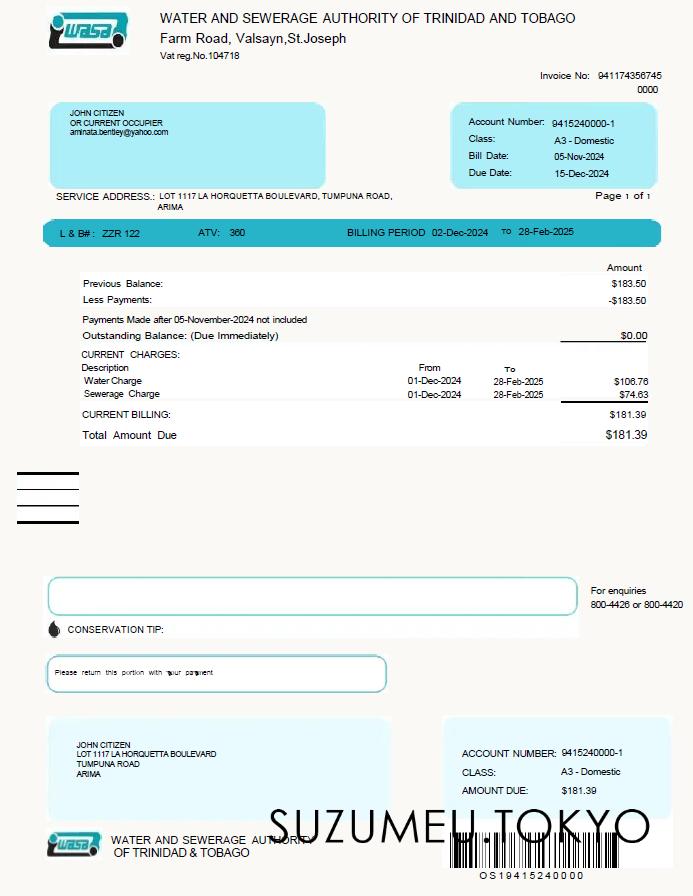 wasa
WATER AND SEWERAGE AUTHORITY OF TRINIDAD AND TOBAGO
Farm Road, Valsayn,St.Joseph
Vat reg.No.104718
Invoice No: 941174356745
0000
JOHN CITIZEN
OR CURRENT OCCUPIER
aminata.bentley@yahoo.com
Account Number: 9415240000-1
Class: A3 - Domestic
Bill Date: 05-Nov-2024
Due Date: 15-Dec-2024
SERVICE ADDRESS.: LOT 1117 LA HORQUETTA BOULEVARD, TUMPUNA ROAD,
ARIMA
Page 1 of 1
L & B# : ZZR 122 ATV: 360 BILLING PERIOD 02-Dec-2024 TO 28-Feb-2025
Amount
Previous Balance: $183.50
Less Payments: -$183.50
Payments Made after 05-November-2024 not included
Outstanding Balance: (Due Immediately) $0.00
CURRENT CHARGES:
Description From To
Water Charge 01-Dec-2024 28-Feb-2025 $106.76
Sewerage Charge 01-Dec-2024 28-Feb-2025 $74.63
CURRENT BILLING: $181.39
Total Amount Due $181.39
For enquiries
800-4426 or 800-4420
CONSERVATION TIP:
Please return this portion with your payment
JOHN CITIZEN
LOT 1117 LA HORQUETTA BOULEVARD
TUMPUNA ROAD
ARIMA
ACCOUNT NUMBER: 9415240000-1
CLASS: A3 - Domestic
AMOUNT DUE: $181.39
SUZUMEU.TOKYO
wasa
WATER AND SEWERAGE AUTHORITY
OF TRINIDAD & TOBAGO
OS19415240000